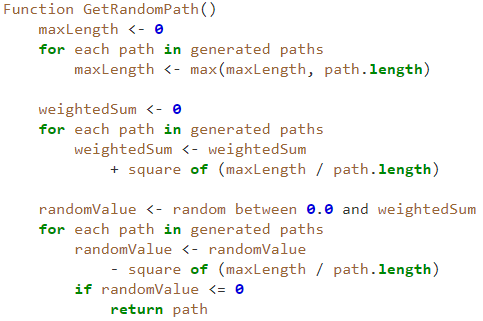 Function GetRandomPath()
    maxLength <- 0
    for each path in generated paths
        maxLength <- max(maxLength, path.length)

    weightedSum <- 0
    for each path in generated paths
        weightedSum <- weightedSum
            + square of (maxLength / path.length)

    randomValue <- random between 0.0 and weightedSum
    for each path in generated paths
        randomValue <- randomValue
            - square of (maxLength / path.length)
        if randomValue <= 0
            return path